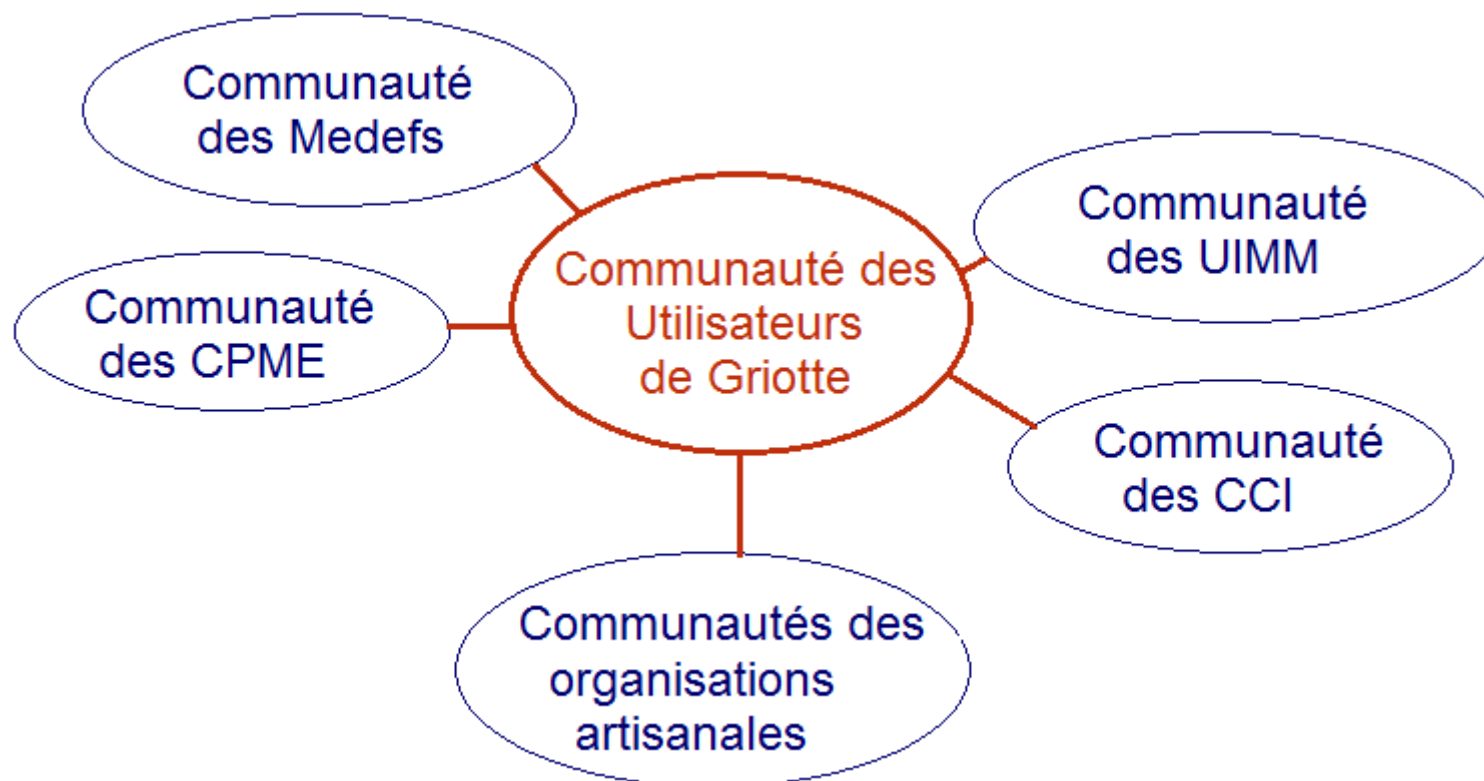 Communauté
des Medefs
Communauté
des UIMM
Communauté des
Utilisateurs
de Griotte
Communauté
des CPME
Communauté
des CCI
Communautés des
organisations
artisanales